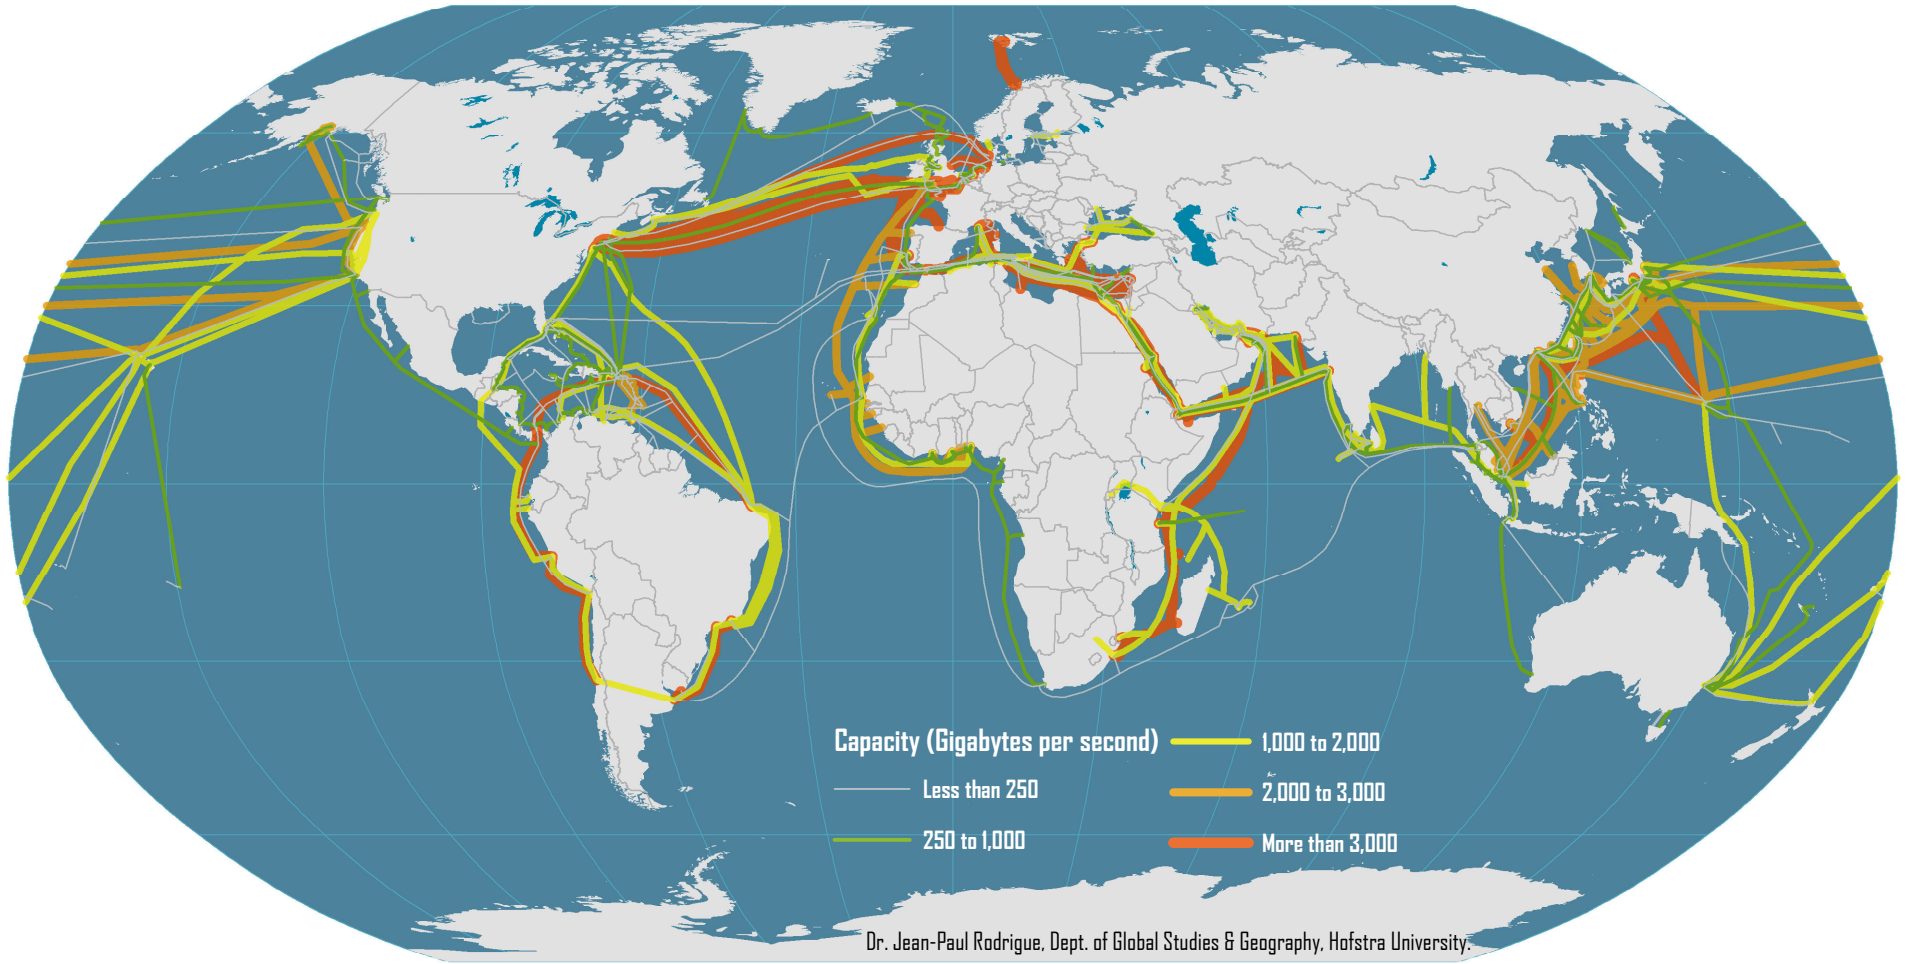 Capacity (Gigabytes per second)
Less than 250
250 to 1,000
1,000 to 2,000
2,000 to 3,000
More than 3,000
Dr. Jean-Paul Rodrigue, Dept. of Global Studies & Geography, Hofstra University.